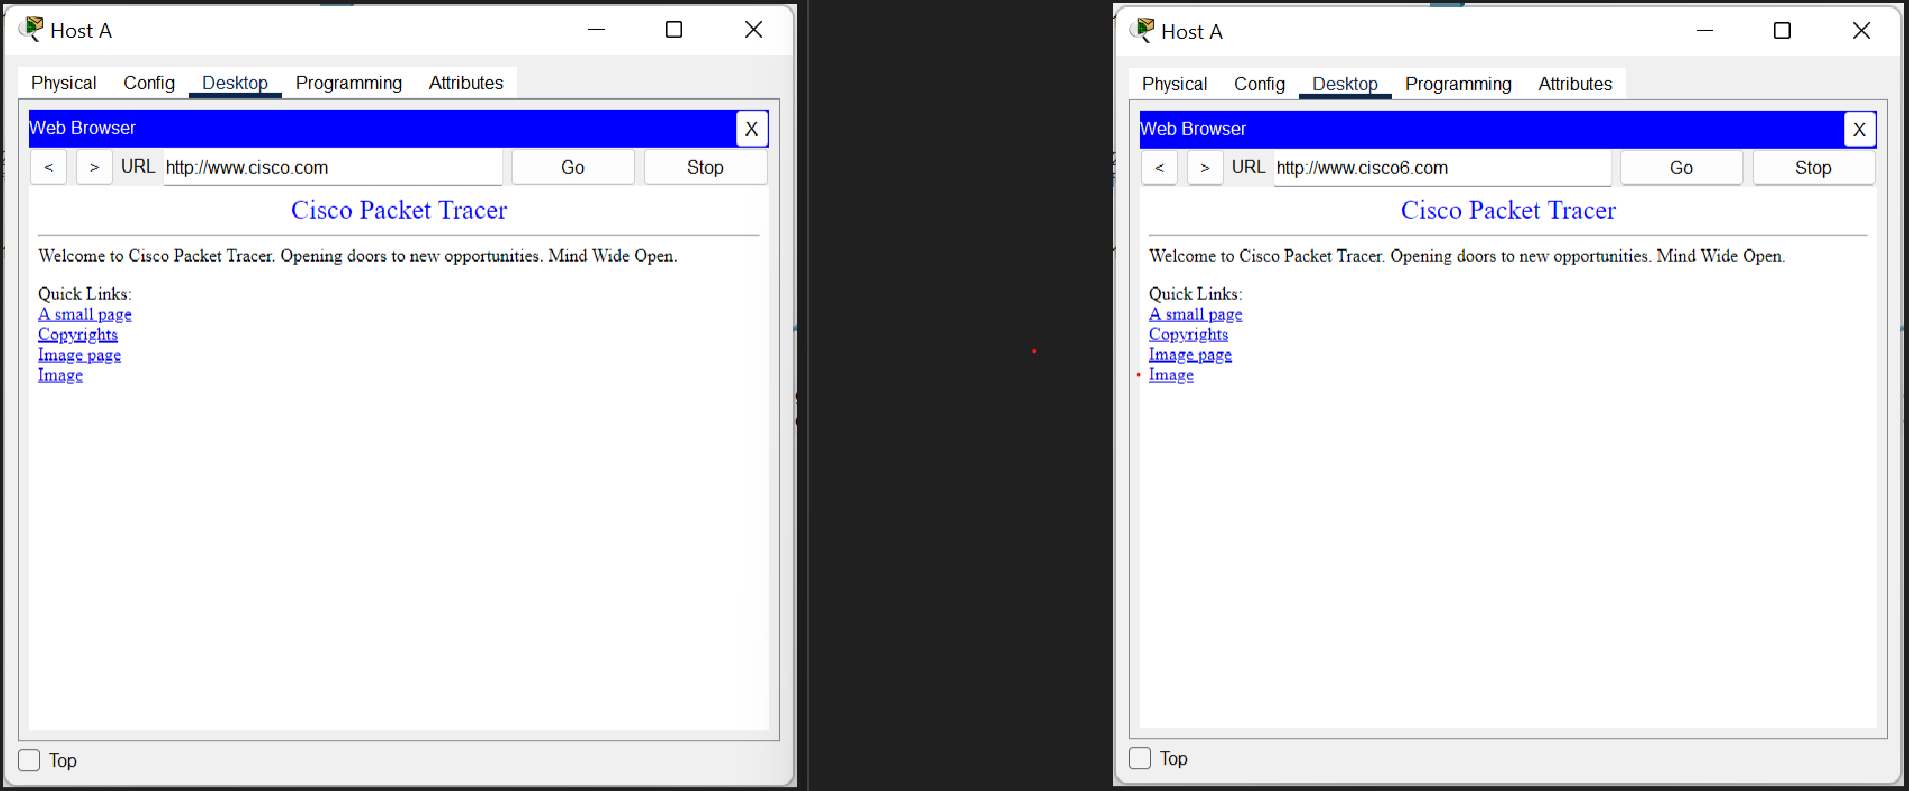 Host A
Physical Config Desktop Programming Attributes
Web Browser X
< > URL http://www.cisco.com Go Stop
Cisco Packet Tracer
Welcome to Cisco Packet Tracer. Opening doors to new opportunities. Mind Wide Open.
Quick Links:
A small page
Copyrights
Image page
Image
Top
Host A
Physical Config Desktop Programming Attributes
Web Browser X
< > URL http://www.cisco6.com Go Stop
Cisco Packet Tracer
Welcome to Cisco Packet Tracer. Opening doors to new opportunities. Mind Wide Open.
Quick Links:
A small page
Copyrights
Image page
Image
Top